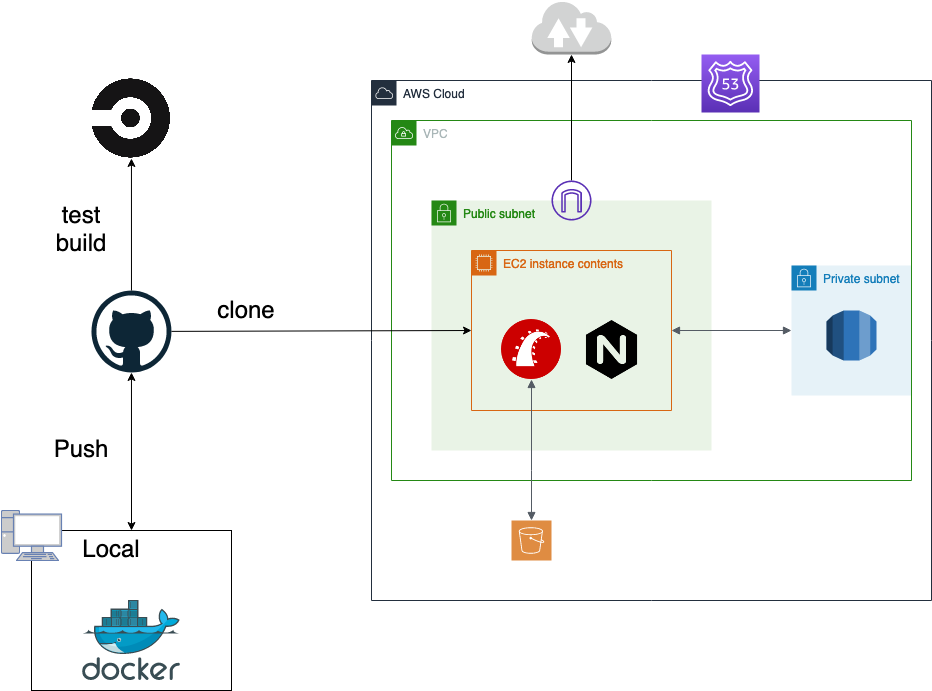 53
AWS Cloud
VPC
test
build
Public subnet
EC2 instance contents
Private subnet
clone
N
Push
Local
docker